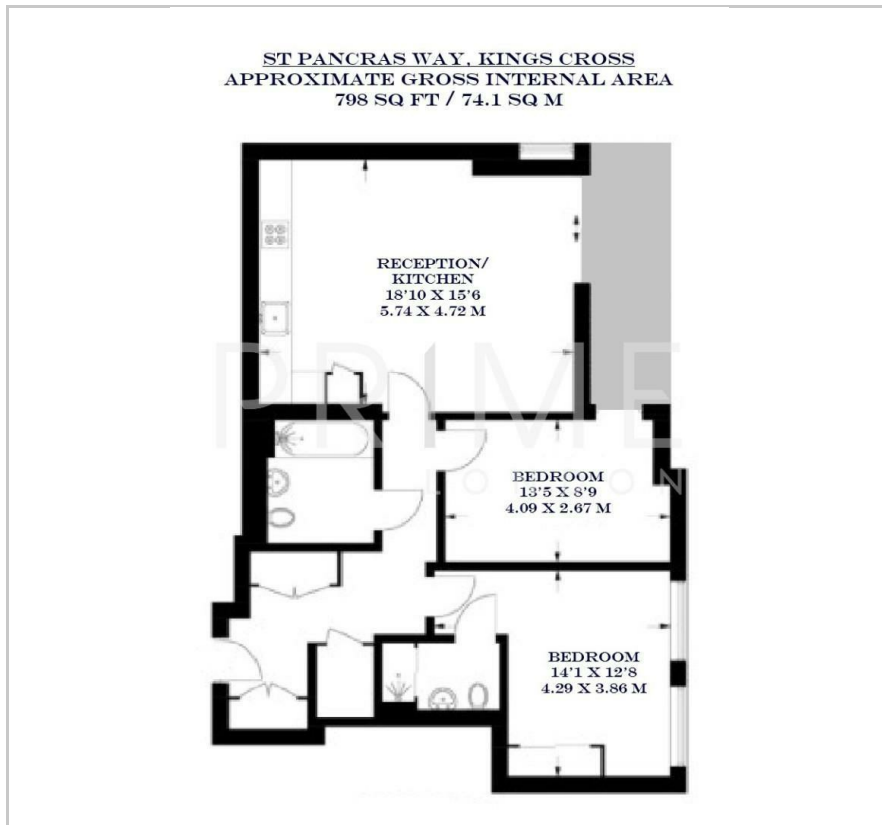 ST PANCRAS WAY, KINGS CROSS
APPROXIMATE GROSS INTERNAL AREA
798 SQ FT / 74.1 SQ M
RECEPTION/
KITCHEN
18'10 X 15'6
5.74 X 4.72 M
PRIME
LONDON
BEDROOM
13'5 X 8'9
4.09 X 2.67 M
BEDROOM
14'1 X 12'8
4.29 X 3.86 M